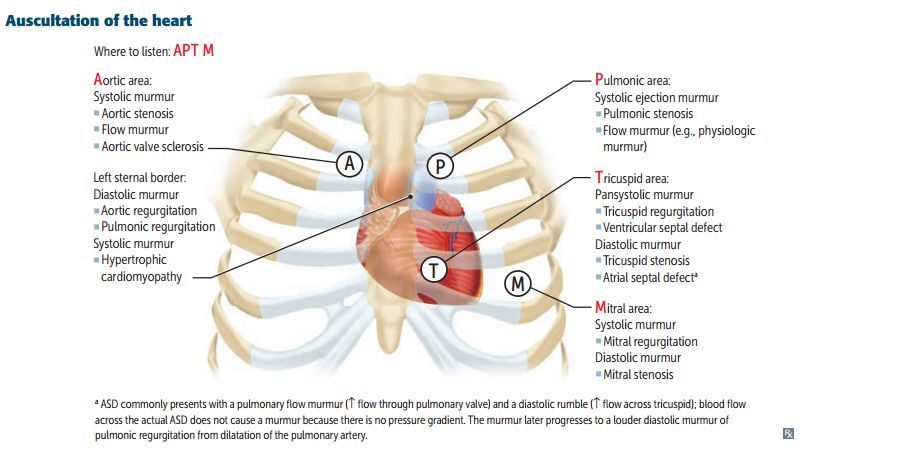 Auscultation of the heart
Where to listen: APT M
Aortic area:
Systolic murmur
Aortic stenosis
Flow murmur
Aortic valve sclerosis
Left sternal border:
Diastolic murmur
Aortic regurgitation
Pulmonic regurgitation
Systolic murmur
Hypertrophic
cardiomyopathy
A
P
T
M
Pulmonic area:
Systolic ejection murmur
Pulmonic stenosis
Flow murmur (e.g., physiologic
murmur)
Tricuspid area:
Pansystolic murmur
Tricuspid regurgitation
Ventricular septal defect
Diastolic murmur
Tricuspid stenosis
Atrial septal defectᵃ
Mitral area:
Systolic murmur
Mitral regurgitation
Diastolic murmur
Mitral stenosis
ᵃ ASD commonly presents with a pulmonary flow murmur (↑ flow through pulmonary valve) and a diastolic rumble (↑ flow across tricuspid); blood flow
across the actual ASD does not cause a murmur because there is no pressure gradient. The murmur later progresses to a louder diastolic murmur of
pulmonic regurgitation from dilatation of the pulmonary artery.
℞